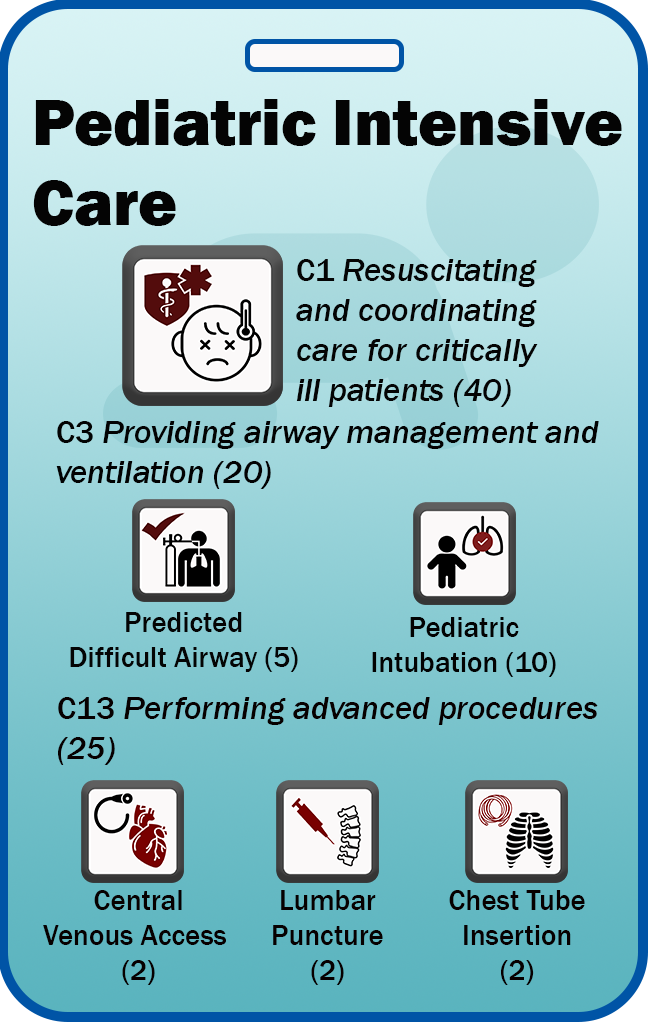 Pediatric Intensive
Care
C1 Resuscitating
and coordinating
care for critically
ill patients (40)
C3 Providing airway management and
ventilation (20)
Predicted
Difficult Airway (5)
Pediatric
Intubation (10)
C13 Performing advanced procedures
(25)
Central
Venous Access
(2)
Lumbar
Puncture
(2)
Chest Tube
Insertion
(2)